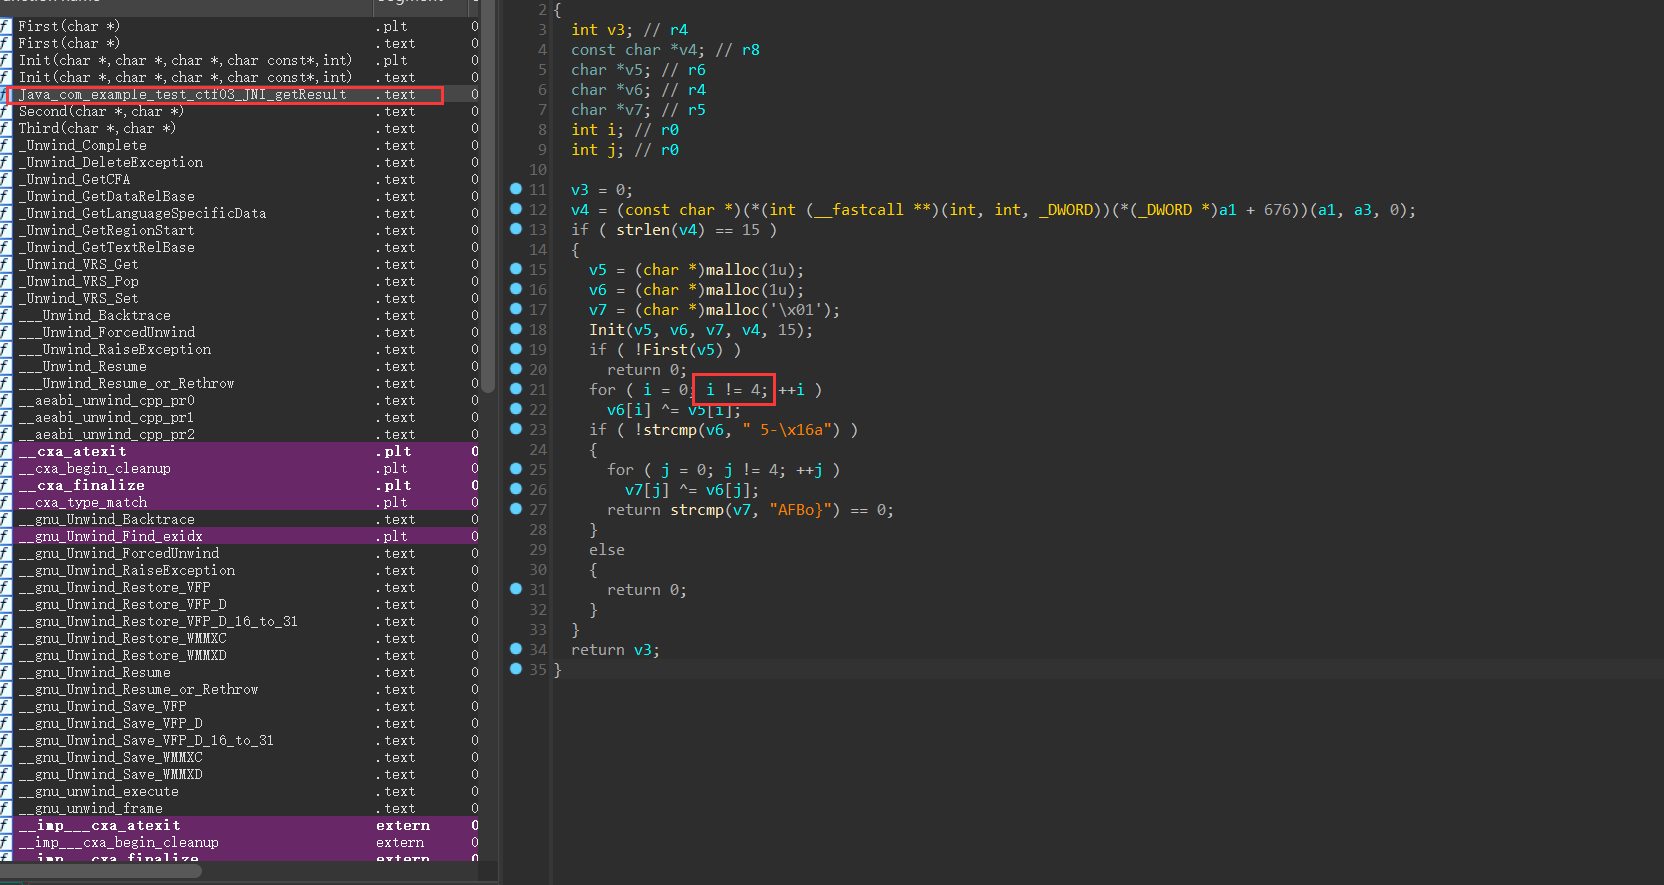 First(char *) .plt 0
First(char *) .text 0
Init(char *,char *,char *,char const*,int) .plt 0
Init(char *,char *,char *,char const*,int) .text 0
Java_com_example_test_ctf03_JNI_getResult .text 0
Second(char *,char *) .text 0
Third(char *,char *) .text 0
_Unwind_Complete .text 0
_Unwind_DeleteException .text 0
_Unwind_GetCFA .text 0
_Unwind_GetDataRelBase .text 0
_Unwind_GetLanguageSpecificData .text 0
_Unwind_GetRegionStart .text 0
_Unwind_GetTextRelBase .text 0
_Unwind_VRS_Get .text 0
_Unwind_VRS_Pop .text 0
_Unwind_VRS_Set .text 0
___Unwind_Backtrace .text 0
___Unwind_ForcedUnwind .text 0
___Unwind_RaiseException .text 0
___Unwind_Resume .text 0
___Unwind_Resume_or_Rethrow .text 0
__aeabi_unwind_cpp_pr0 .text 0
__aeabi_unwind_cpp_pr1 .text 0
__aeabi_unwind_cpp_pr2 .text 0
__cxa_atexit .plt 0
__cxa_begin_cleanup .plt 0
__cxa_finalize .plt 0
__cxa_type_match .plt 0
__gnu_Unwind_Backtrace .text 0
__gnu_Unwind_Find_exidx .plt 0
__gnu_Unwind_ForcedUnwind .text 0
__gnu_Unwind_RaiseException .text 0
__gnu_Unwind_Restore_VFP .text 0
__gnu_Unwind_Restore_VFP_D .text 0
__gnu_Unwind_Restore_VFP_D_16_to_31 .text 0
__gnu_Unwind_Restore_WMMXC .text 0
__gnu_Unwind_Restore_WMMXD .text 0
__gnu_Unwind_Resume .text 0
__gnu_Unwind_Resume_or_Rethrow .text 0
__gnu_Unwind_Save_VFP .text 0
__gnu_Unwind_Save_VFP_D .text 0
__gnu_Unwind_Save_VFP_D_16_to_31 .text 0
__gnu_Unwind_Save_WMMXC .text 0
__gnu_Unwind_Save_WMMXD .text 0
__gnu_unwind_execute .text 0
__gnu_unwind_frame .text 0
__imp___cxa_atexit extern 0
__imp___cxa_begin_cleanup extern 0
__imp___cxa_finalize extern 0
2 {
3 int v3; // r4
4 const char *v4; // r8
5 char *v5; // r6
6 char *v6; // r4
7 char *v7; // r5
8 int i; // r0
9 int j; // r0
10
11 v3 = 0;
12 v4 = (const char *)(*(int (__fastcall **)(int, int, _DWORD))(*(_DWORD *)a1 + 676))(a1, a3, 0);
13 if ( strlen(v4) == 15 )
14 {
15 v5 = (char *)malloc(1u);
16 v6 = (char *)malloc(1u);
17 v7 = (char *)malloc('\x01');
18 Init(v5, v6, v7, v4, 15);
19 if ( !First(v5) )
20 return 0;
21 for ( i = 0; i != 4; ++i )
22 v6[i] ^= v5[i];
23 if ( !strcmp(v6, " 5-\x16a") )
24 {
25 for ( j = 0; j != 4; ++j )
26 v7[j] ^= v6[j];
27 return strcmp(v7, "AFBo}") == 0;
28 }
29 else
30 {
31 return 0;
32 }
33 }
34 return v3;
35 }